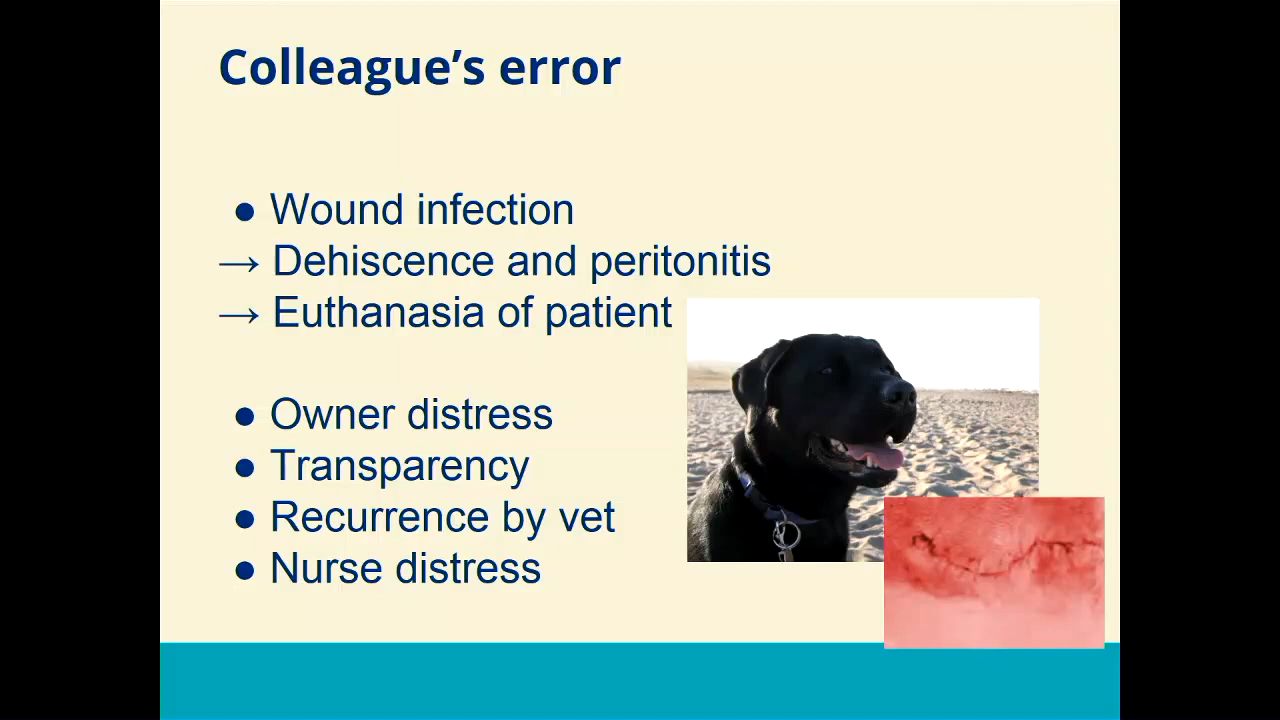 Colleague’s error
● Wound infection
→ Dehiscence and peritonitis
→ Euthanasia of patient
● Owner distress
● Transparency
● Recurrence by vet
● Nurse distress